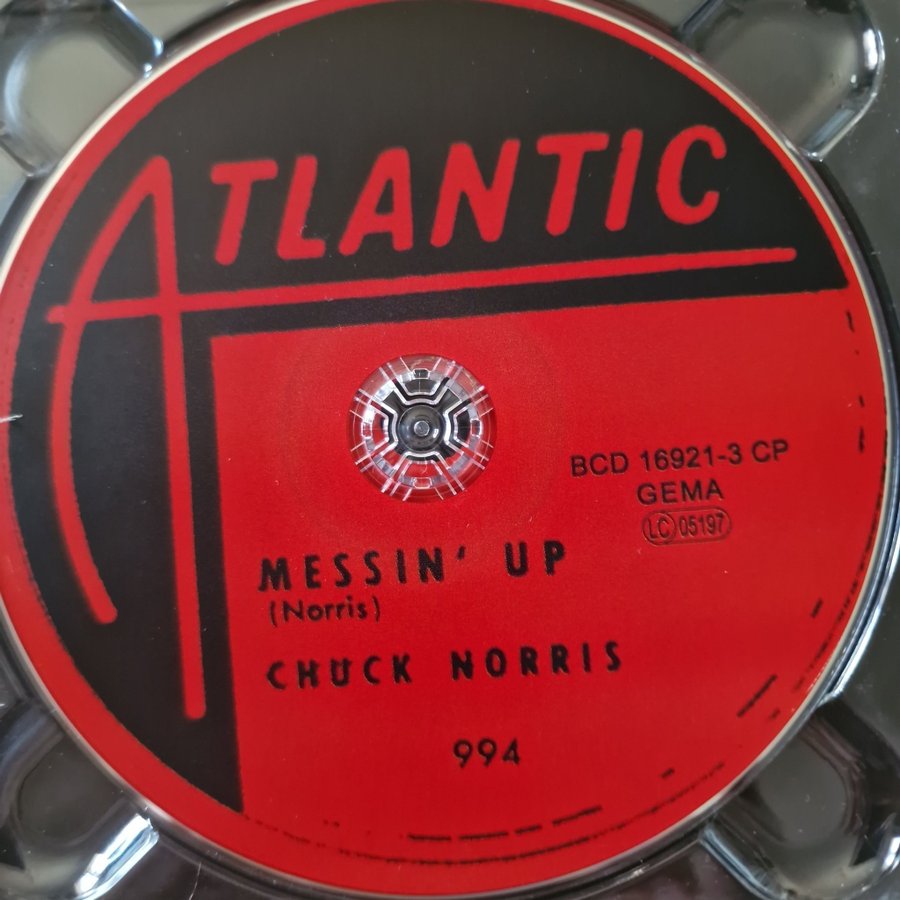 ATLANTIC
BCD 16921-3 CP
GEMA
LC 05197
MESSIN' UP
(Norris)
CHUCK NORRIS
994